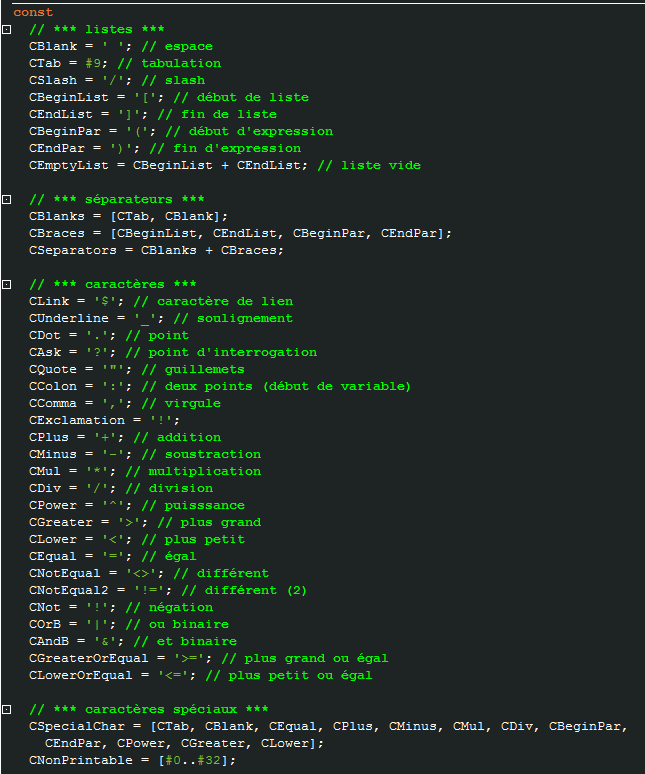 const
// *** listes ***
CBlank = ' '; // espace
CTab = #9; // tabulation
CSlash = '/'; // slash
CBeginList = '['; // début de liste
CEndList = ']'; // fin de liste
CBeginPar = '('; // début d'expression
CEndPar = ')'; // fin d'expression
CEmptyList = CBeginList + CEndList; // liste vide
// *** séparateurs ***
CBlanks = [CTab, CBlank];
CBraces = [CBeginList, CEndList, CBeginPar, CEndPar];
CSeparators = CBlanks + CBraces;
// *** caractères ***
CLink = '$'; // caractère de lien
CUnderline = '_'; // soulignement
CDot = '.'; // point
CAsk = '?'; // point d'interrogation
CQuote = '"'; // guillemets
CColon = ':'; // deux points (début de variable)
CComma = ','; // virgule
CExclamation = '!';
CPlus = '+'; // addition
CMinus = '-'; // soustraction
CMul = '*'; // multiplication
CDiv = '/'; // division
CPower = '^'; // puisssance
CGreater = '>'; // plus grand
CLower = '<'; // plus petit
CEqual = '='; // égal
CNotEqual = '<>'; // différent
CNotEqual2 = '!='; // différent (2)
CNot = '!'; // négation
COrB = '|'; // ou binaire
CAndB = '&'; // et binaire
CGreaterOrEqual = '>='; // plus grand ou égal
CLowerOrEqual = '<='; // plus petit ou égal
// *** caractères spéciaux ***
CSpecialChar = [CTab, CBlank, CEqual, CPlus, CMinus, CMul, CDiv, CBeginPar,
CEndPar, CPower, CGreater, CLower];
CNonPrintable = [#0..#32];